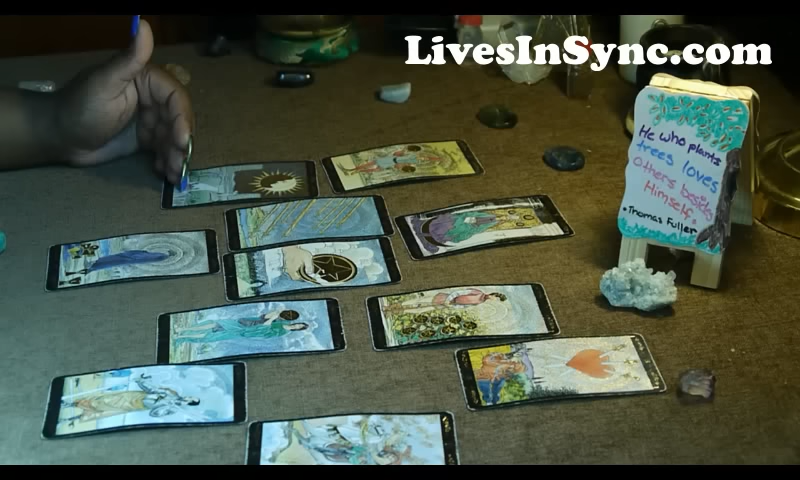 LivesInSync.com
He who plants
trees loves
others besides
Himself.
•Thomas Fuller